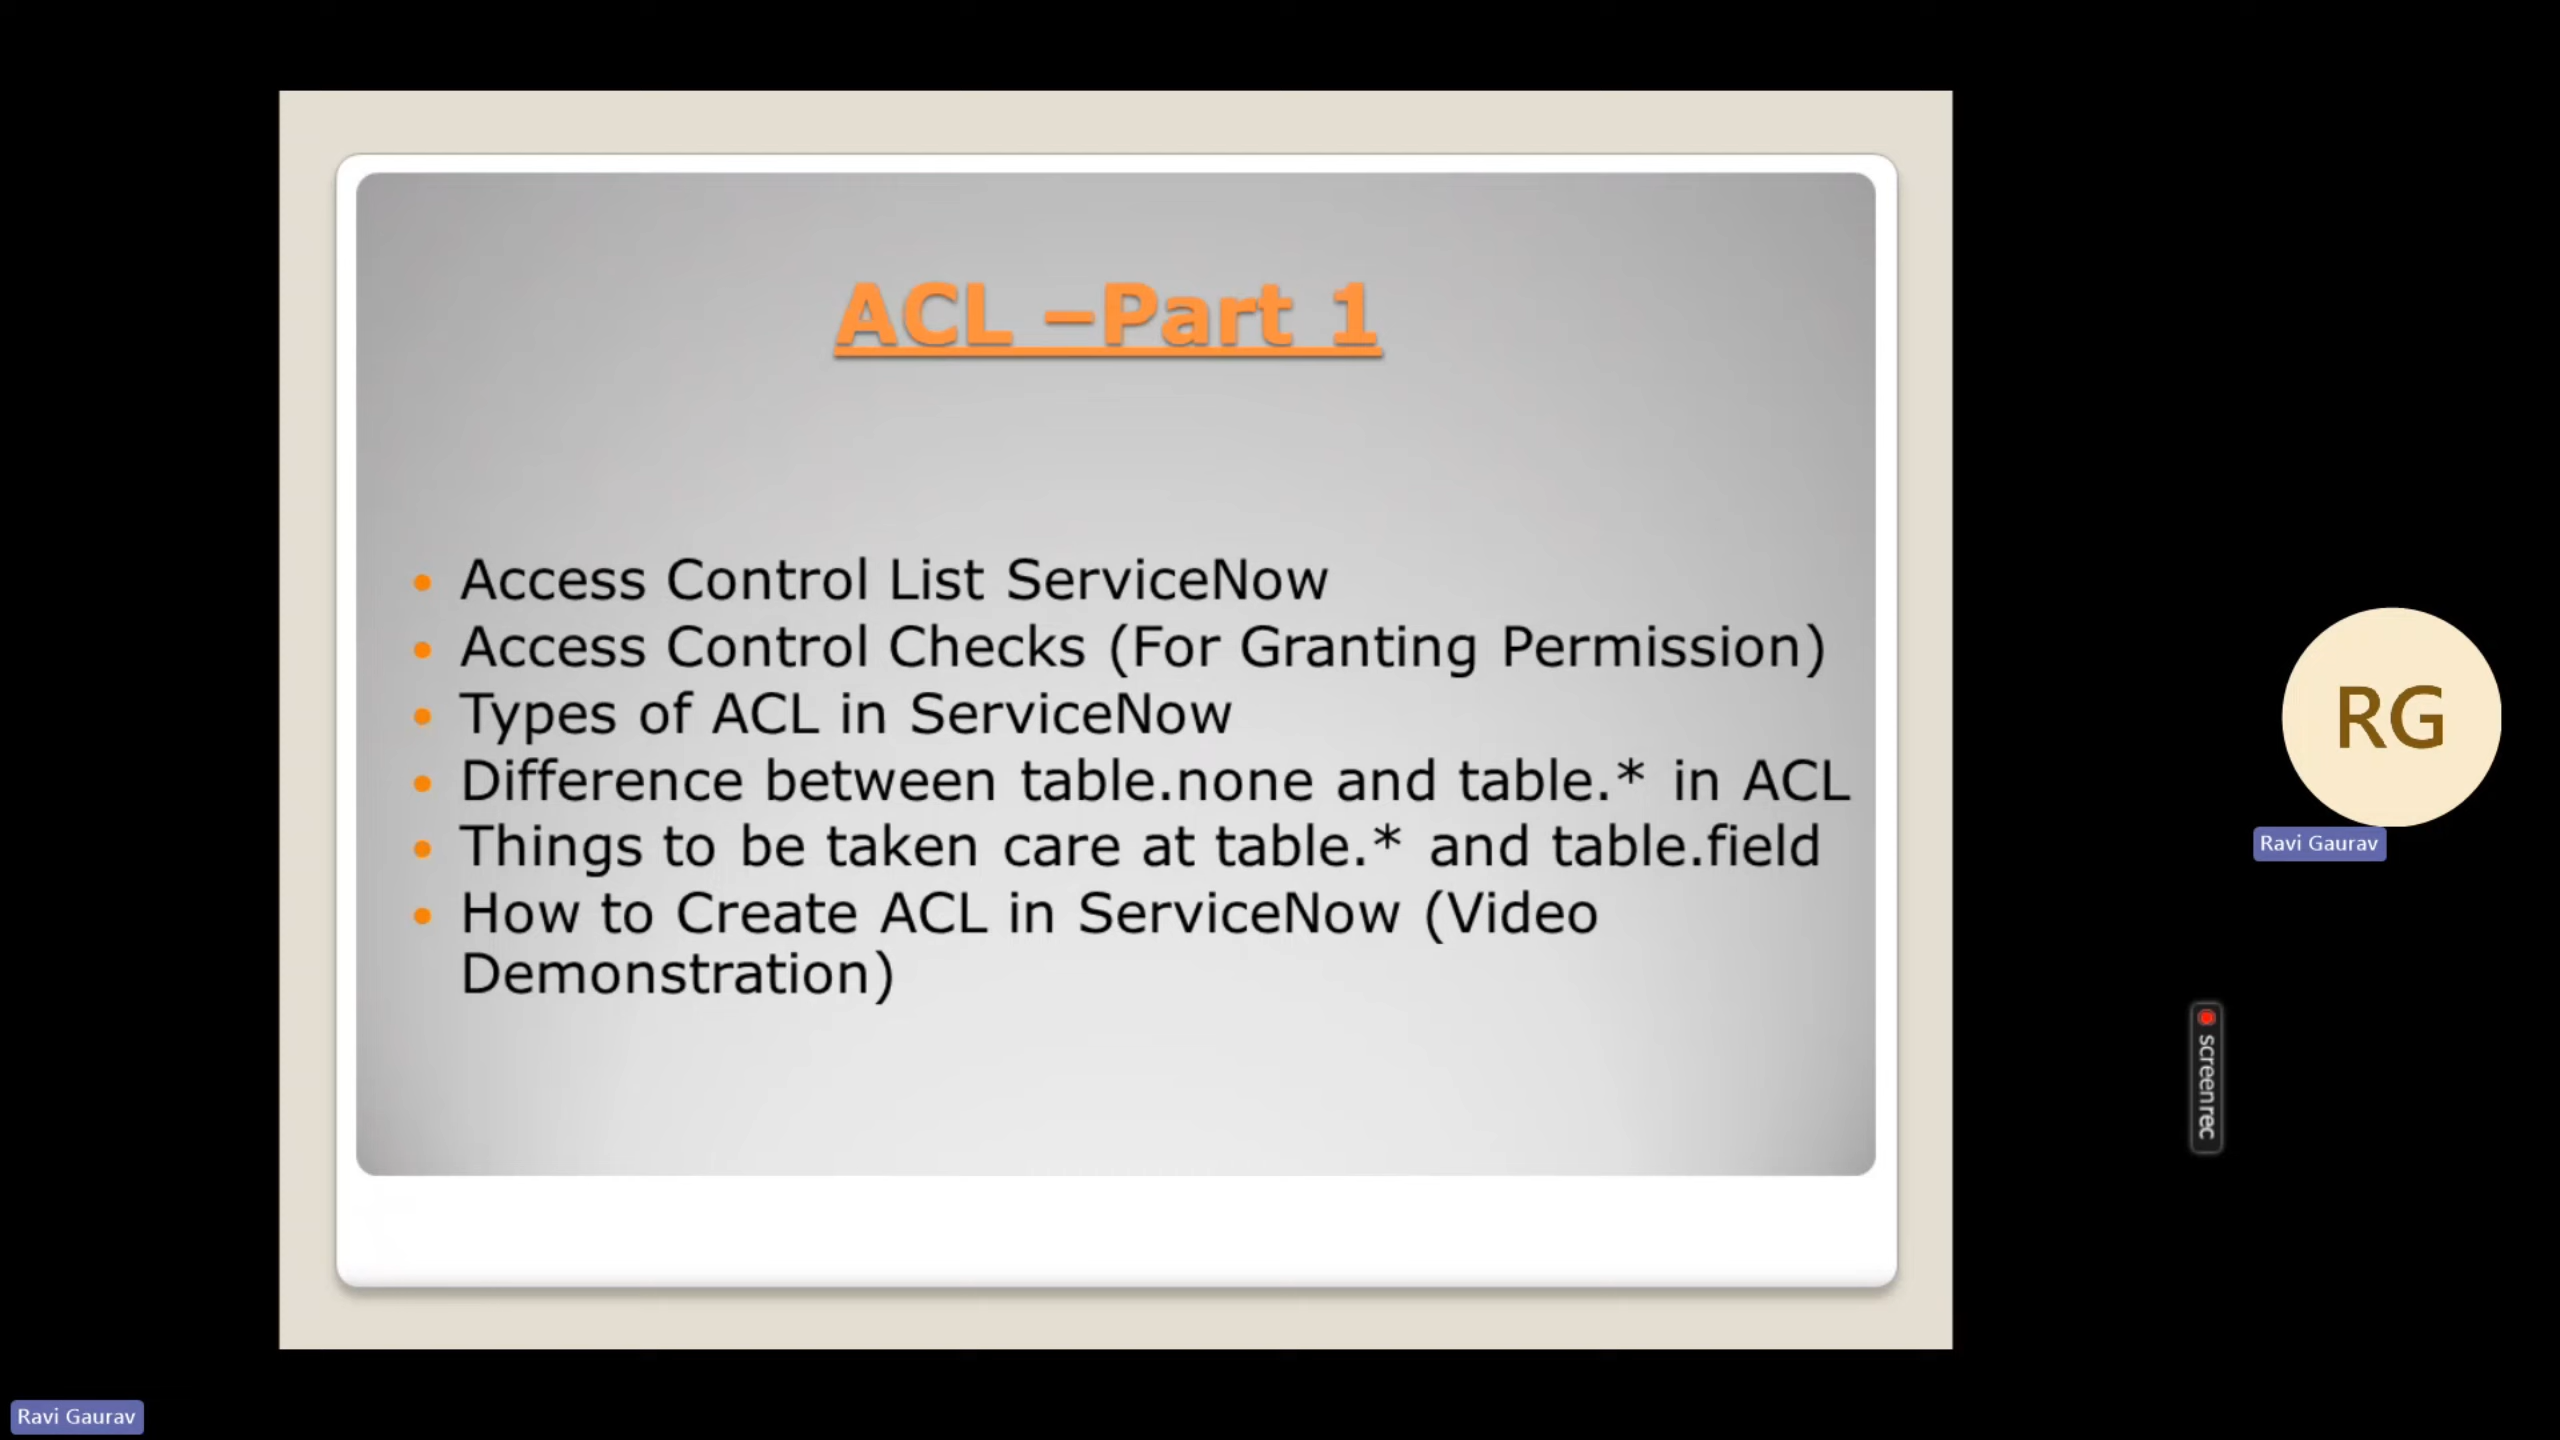 ACL –Part 1
• Access Control List ServiceNow
• Access Control Checks (For Granting Permission)
• Types of ACL in ServiceNow
• Difference between table.none and table.* in ACL
• Things to be taken care at table.* and table.field
• How to Create ACL in ServiceNow (Video
Demonstration)
RG
Ravi Gaurav
screenrec
Ravi Gaurav